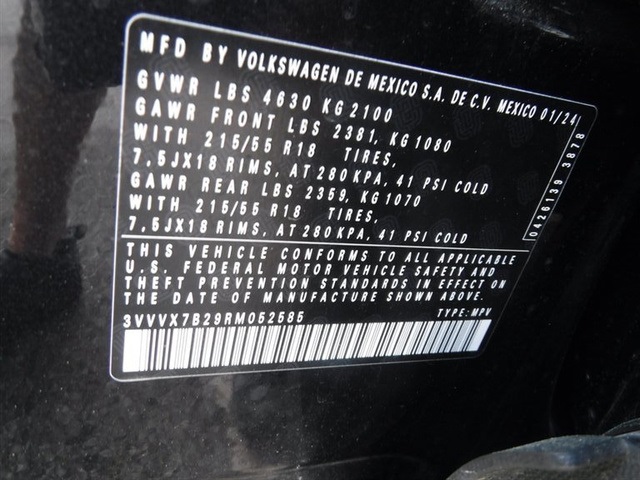 MFD BY VOLKSWAGEN DE MEXICO S.A. DE C.V. MEXICO 01/24
GVWR LBS 4630 KG 2100
GAWR FRONT LBS 2381, KG 1080
WITH 215/55 R18 TIRES,
7,5JX18 RIMS, AT 280 KPA, 41 PSI COLD
GAWR REAR LBS 2359, KG 1070
WITH 215/55 R18 TIRES,
7,5JX18 RIMS, AT 280 KPA, 41 PSI COLD
0426139 3878
THIS VEHICLE CONFORMS TO ALL APPLICABLE
U.S. FEDERAL MOTOR VEHICLE SAFETY AND
THEFT PREVENTION STANDARDS IN EFFECT ON
THE DATE OF MANUFACTURE SHOWN ABOVE.
3VVVX7B29RM052585 TYPE: MPV